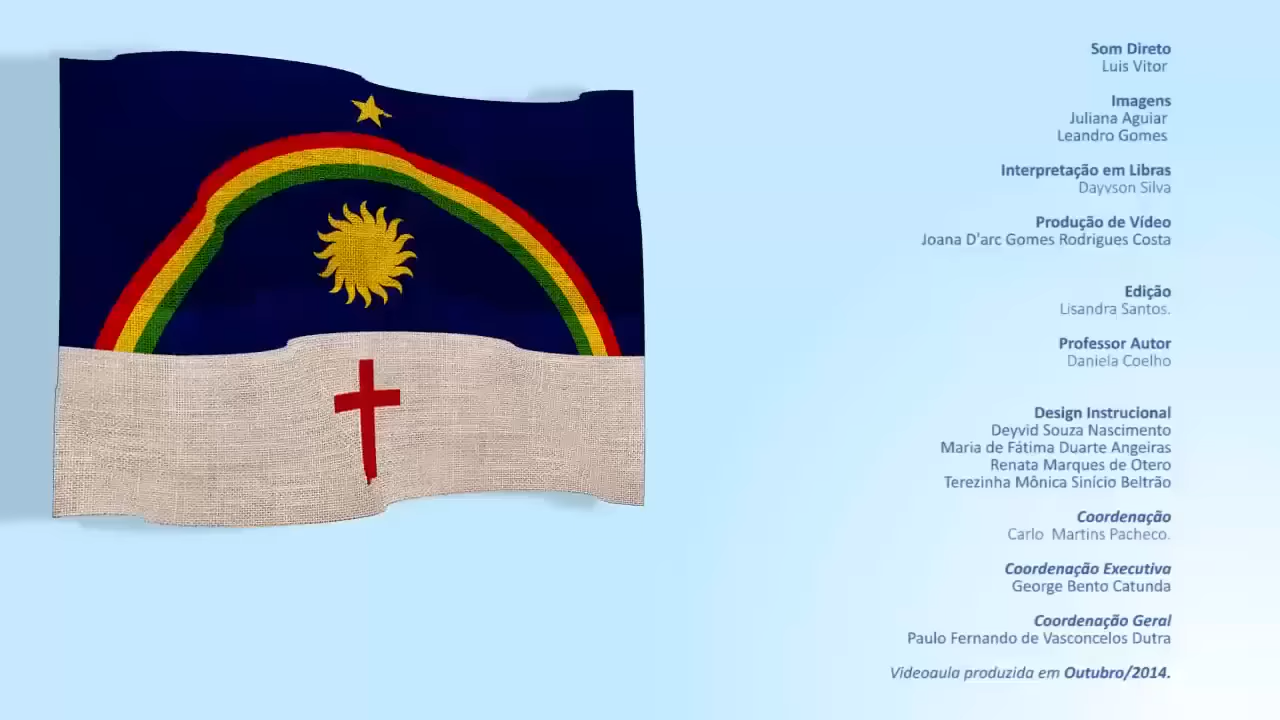 Som Direto
Luis Vitor
Imagens
Juliana Aguiar
Leandro Gomes
Interpretação em Libras
Dayvson Silva
Produção de Vídeo
Joana D'arc Gomes Rodrigues Costa
Edição
Lisandra Santos.
Professor Autor
Daniela Coelho
Design Instrucional
Deyvid Souza Nascimento
Maria de Fátima Duarte Angeiras
Renata Marques de Otero
Terezinha Mônica Sinício Beltrão
Coordenação
Carlo Martins Pacheco.
Coordenação Executiva
George Bento Catunda
Coordenação Geral
Paulo Fernando de Vasconcelos Dutra
Videoaula produzida em Outubro/2014.